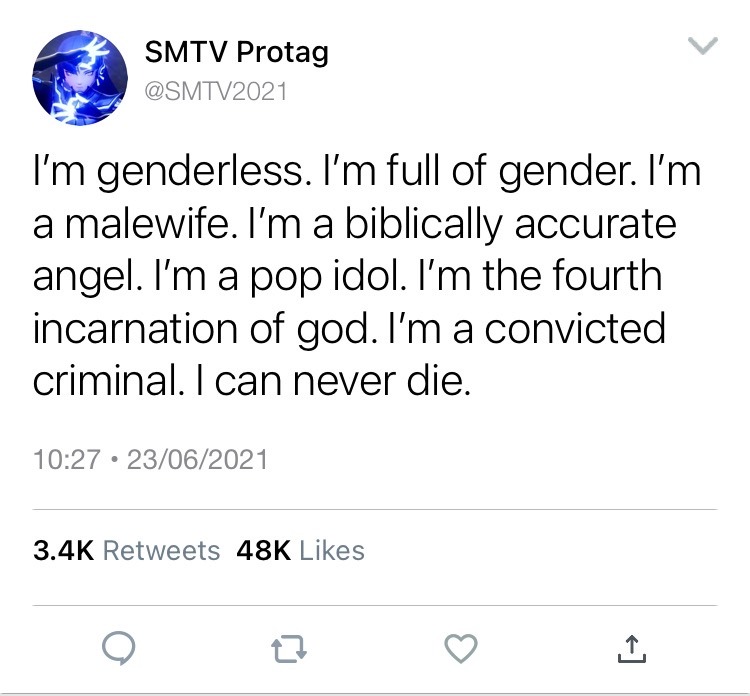 SMTV Protag
@SMTV2021
I'm genderless. I'm full of gender. I'm
a malewife. I'm a biblically accurate
angel. I'm a pop idol. I'm the fourth
incarnation of god. I'm a convicted
criminal. I can never die.
10:27 • 23/06/2021
3.4K Retweets 48K Likes